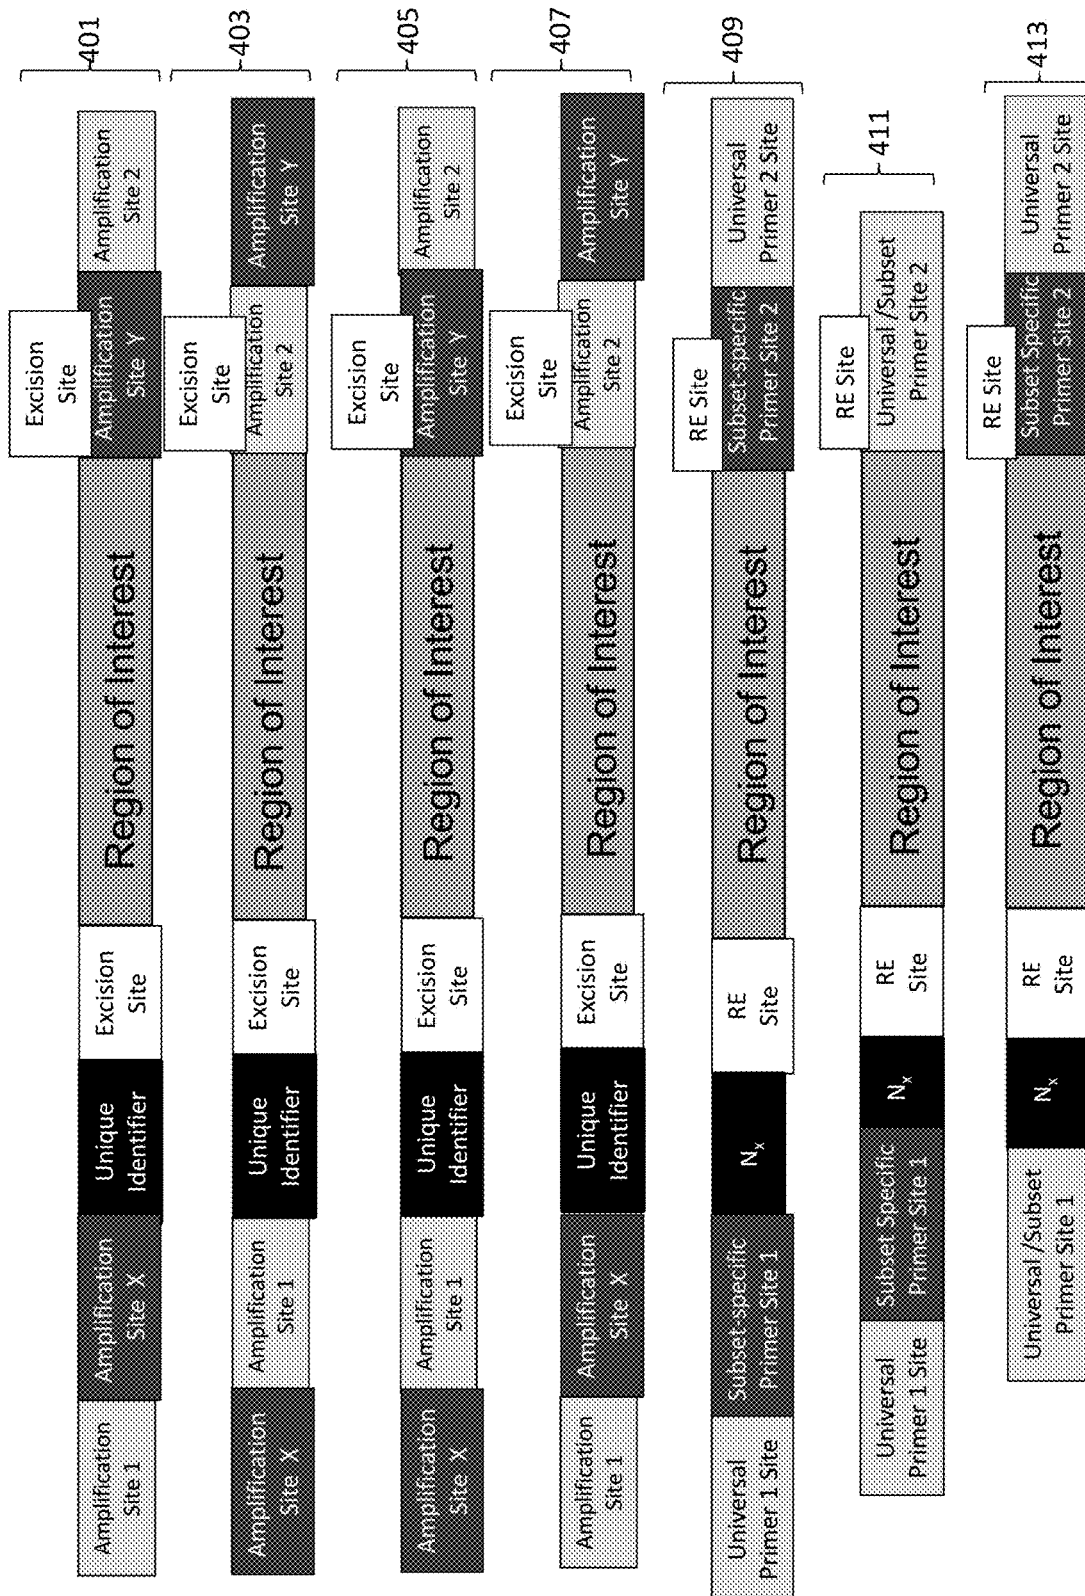 Amplification
Site 1
Amplification
Site X
Unique
Identifier
Excision
Site
Region of Interest
Excision
Site
Amplification
Site Y
Amplification
Site 2
401
Amplification
Site X
Amplification
Site 1
Unique
Identifier
Excision
Site
Region of Interest
Excision
Site
Amplification
Site 2
Amplification
Site Y
403
Amplification
Site X
Amplification
Site 1
Unique
Identifier
Excision
Site
Region of Interest
Excision
Site
Amplification
Site Y
Amplification
Site 2
405
Amplification
Site 1
Amplification
Site X
Unique
Identifier
Excision
Site
Region of Interest
Excision
Site
Amplification
Site 2
Amplification
Site Y
407
Universal
Primer 1 Site
Subset-specific
Primer Site 1
Nx
RE
Site
Region of Interest
RE Site
Subset-specific
Primer Site 2
Universal
Primer 2 Site
409
Universal
Primer 1 Site
Subset Specific
Primer Site 1
Nx
RE
Site
Region of Interest
RE Site
Universal /Subset
Primer Site 2
411
Universal /Subset
Primer Site 1
Nx
RE
Site
Region of Interest
RE Site
Subset Specific
Primer Site 2
Universal
Primer 2 Site
413